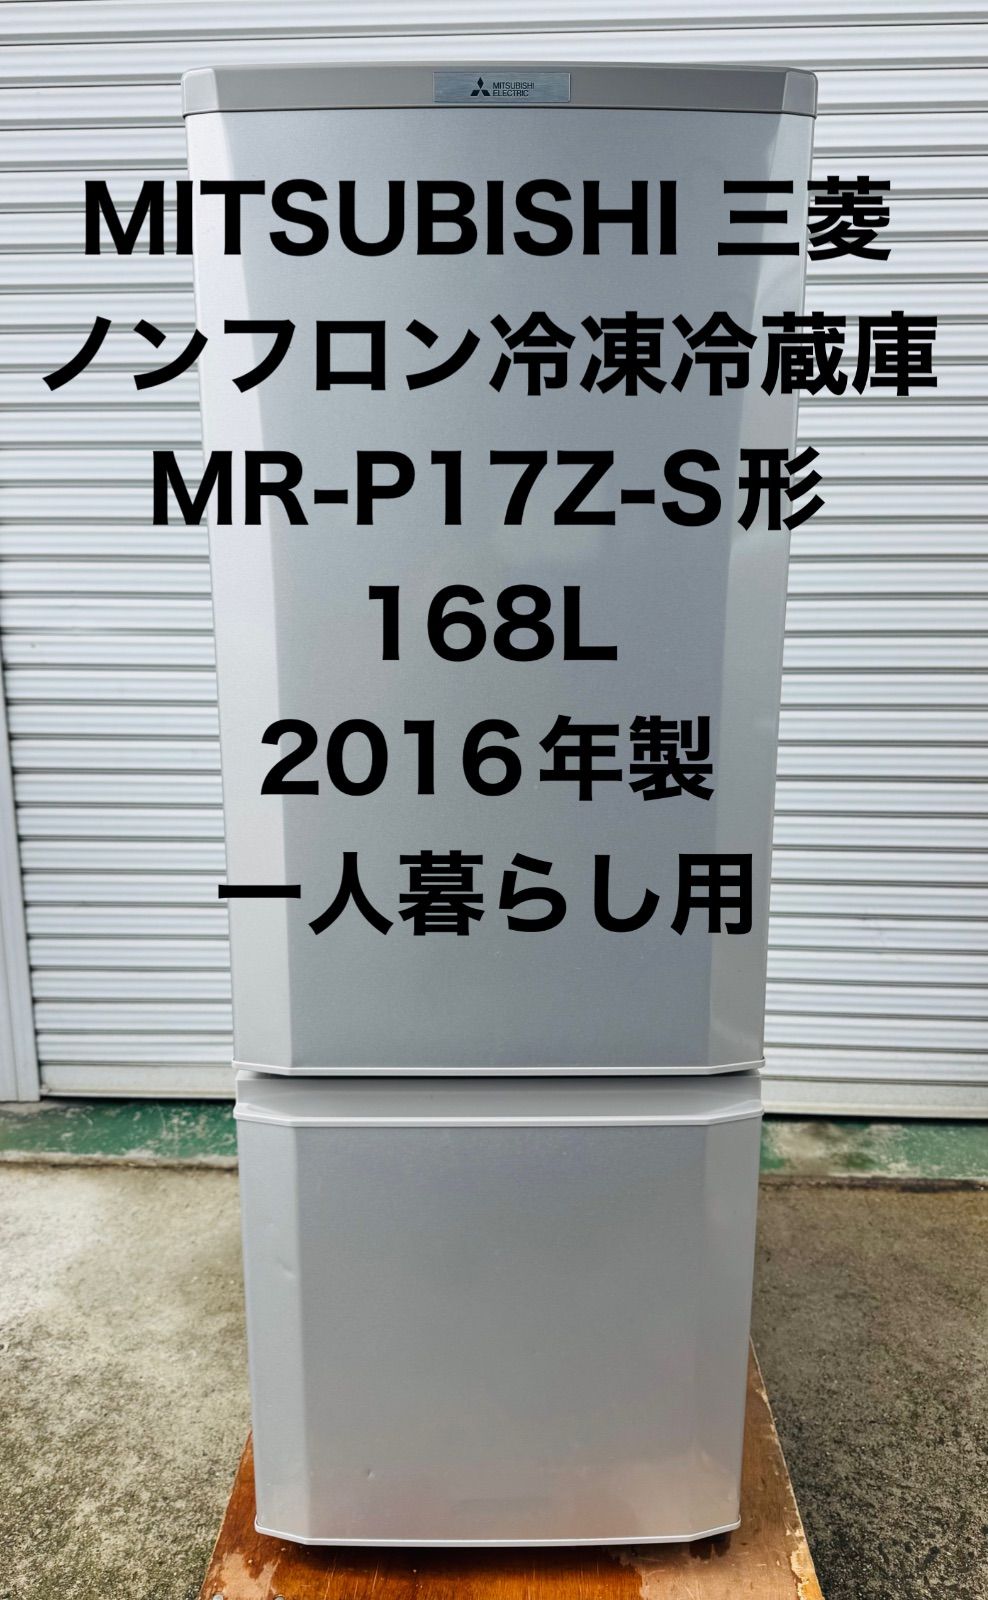 MITSUBISHI
ELECTRIC
MITSUBISHI 三菱
ノンフロン冷凍冷蔵庫
MR-P17Z-S形
168L
2016年製
一人暮らし用